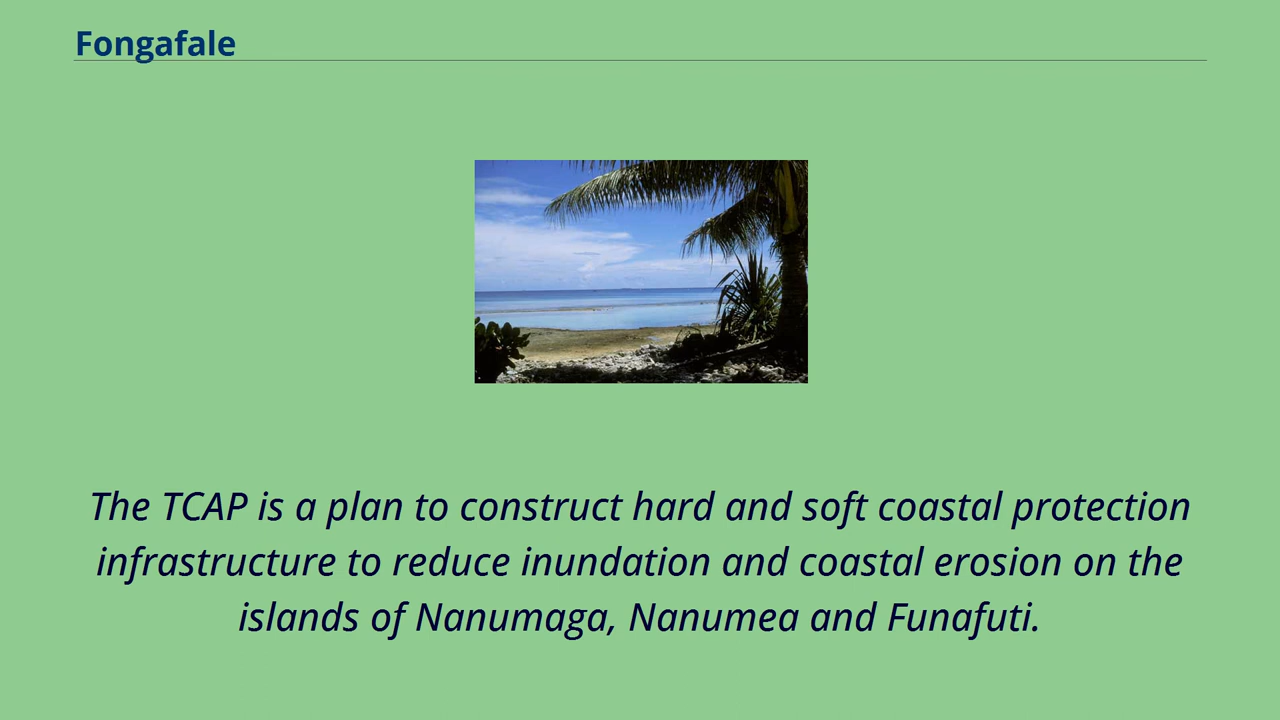 Fongafale
The TCAP is a plan to construct hard and soft coastal protection
infrastructure to reduce inundation and coastal erosion on the
islands of Nanumaga, Nanumea and Funafuti.